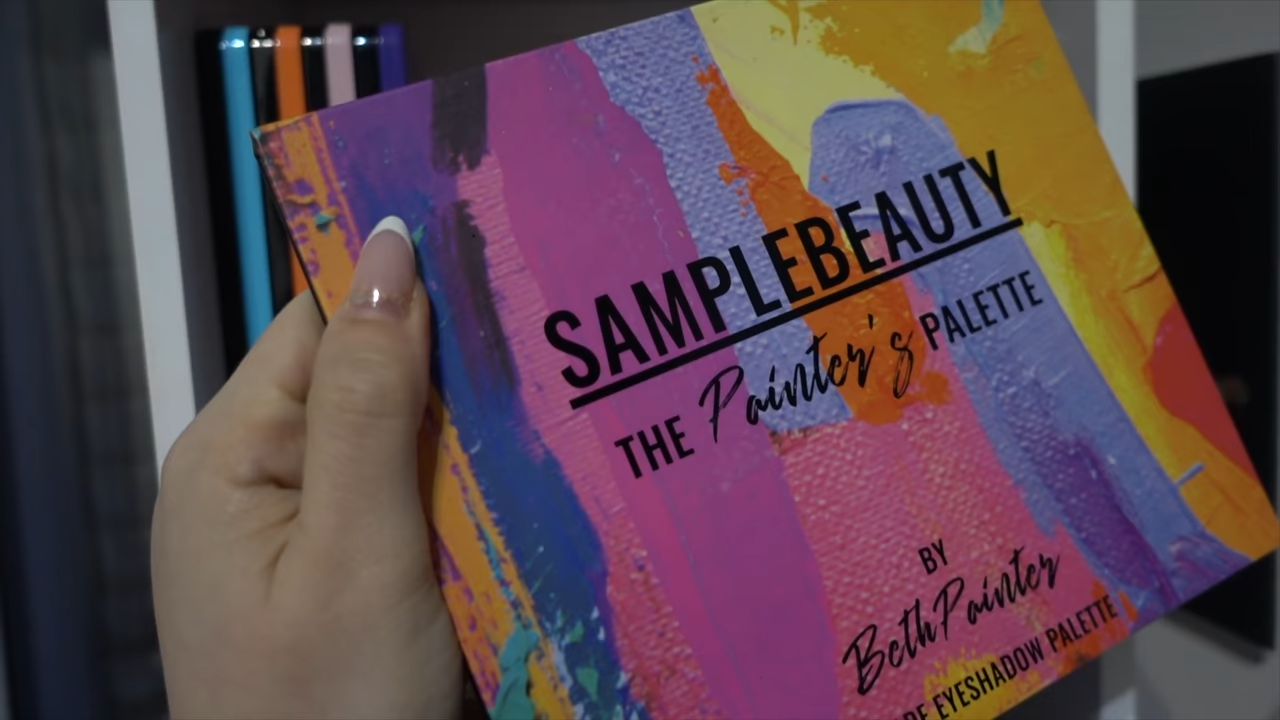 SAMPLEBEAUTY
THE Painter's PALETTE
BY
BethPainter
EYESHADOW PALETTE